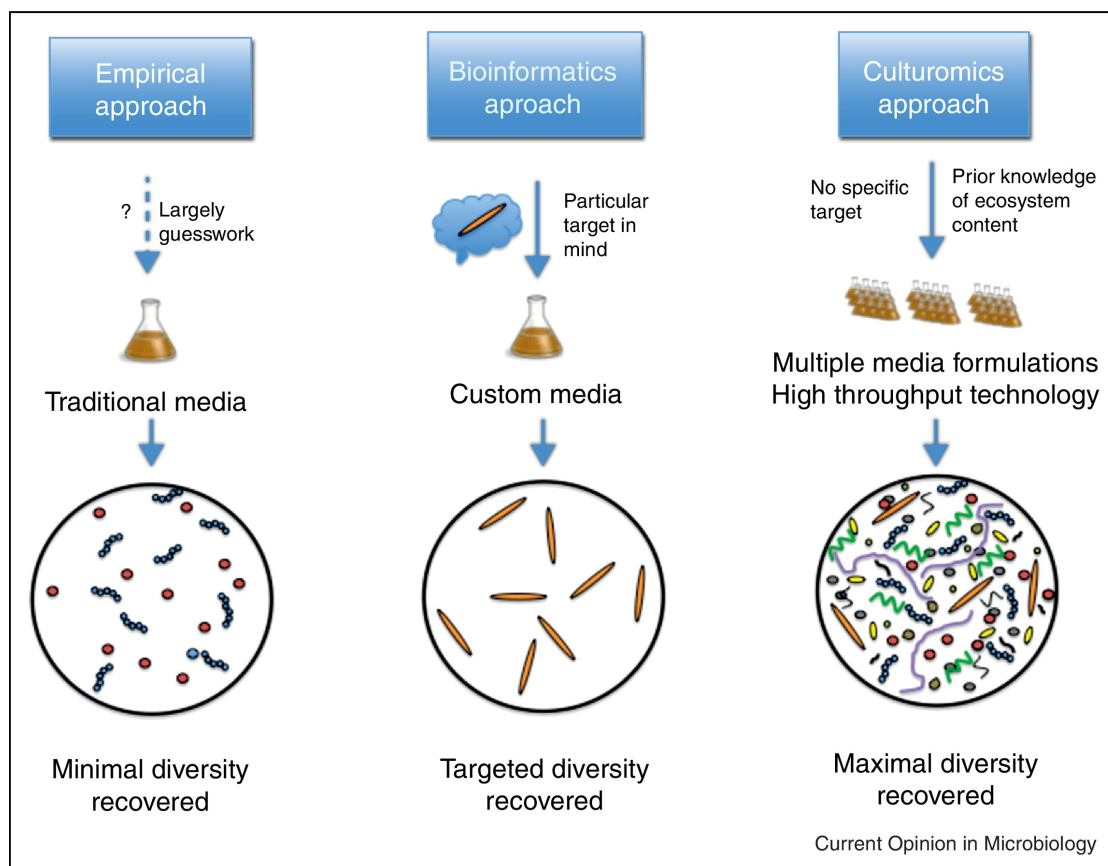 Empirical
approach
?
Largely
guesswork
Traditional media
Minimal diversity
recovered
Bioinformatics
aproach
Particular
target in
mind
Custom media
Targeted diversity
recovered
Culturomics
approach
No specific
target
Prior knowledge
of ecosystem
content
Multiple media formulations
High throughput technology
Maximal diversity
recovered
Current Opinion in Microbiology